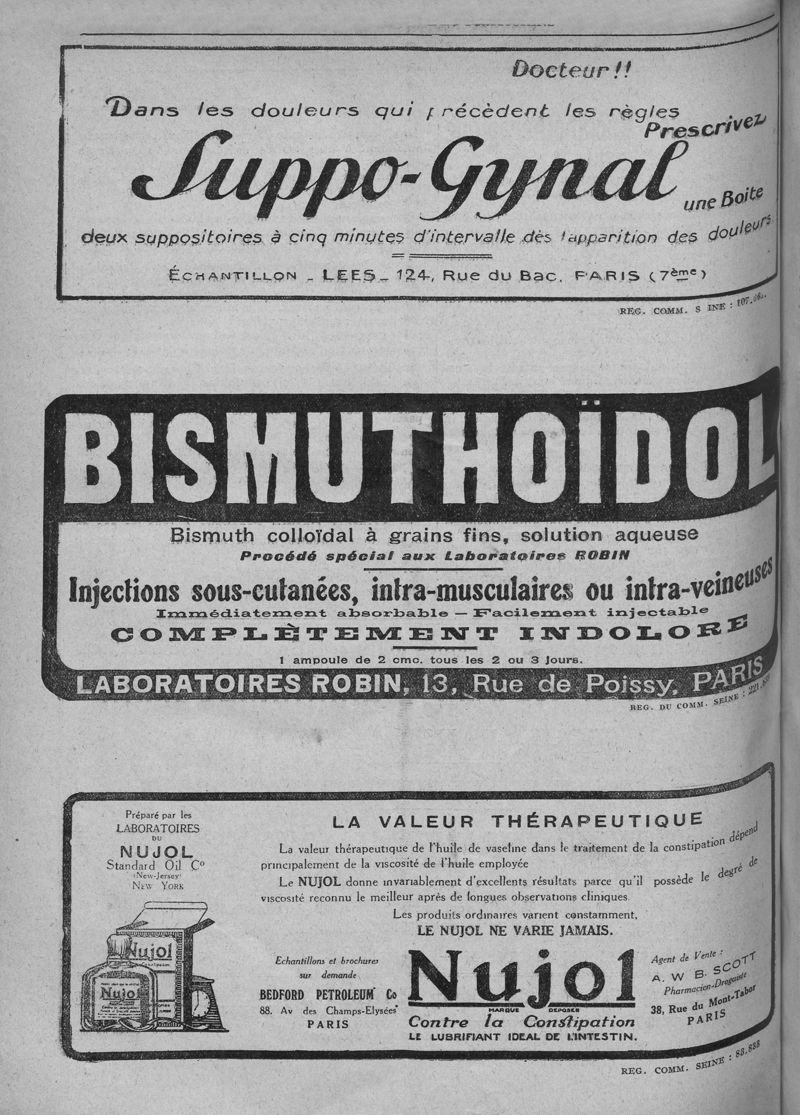 Docteur!!
Dans les douleurs qui précèdent les règles
Prescrivez
Suppo-Gynal
une Boite
deux suppositoires à cinq minutes d'intervalle dès l'apparition des douleurs
ÉCHANTILLON - LEES - 124, Rue du Bac. PARIS (7ème)
REG. COMM. S INE :
BISMUTHOÏDOL
Bismuth colloïdal à grains fins, solution aqueuse
Procédé spécial aux Laboratoires ROBIN
Injections sous-cutanées, intra-musculaires ou intra-veineuses
Immédiatement absorbable — Facilement injectable
COMPLÈTEMENT INDOLORE
1 ampoule de 2 cmc. tous les 2 ou 3 jours.
LABORATOIRES ROBIN, 13, Rue de Poissy, PARIS
REG. DU COMM. SEINE :
Préparé par les
LABORATOIRES
DU
NUJOL
Standard Oil Co
(New-Jersey)
NEW YORK
Nujol
Nujol
LA VALEUR THÉRAPEUTIQUE
La valeur thérapeutique de l'huile de vaseline dans le traitement de la constipation dépend
principalement de la viscosité de l'huile employée
Le NUJOL donne invariablement d'excellents résultats parce qu'il possède le degré de
viscosité reconnu le meilleur après de longues observations cliniques.
Les produits ordinaires varient constamment,
LE NUJOL NE VARIE JAMAIS.
Echantillons et brochures
sur demande
BEDFORD PETROLEUM Co
88. Av des Champs-Elysées
PARIS
Nujol
MARQUE DÉPOSÉE
Contre la Constipation
LE LUBRIFIANT IDEAL DE L'INTESTIN.
Agent de Vente :
A. W B. SCOTT
Pharmacien-Droguiste
38, Rue du Mont-Tabor
PARIS
REG. COMM. SEINE : 88.888